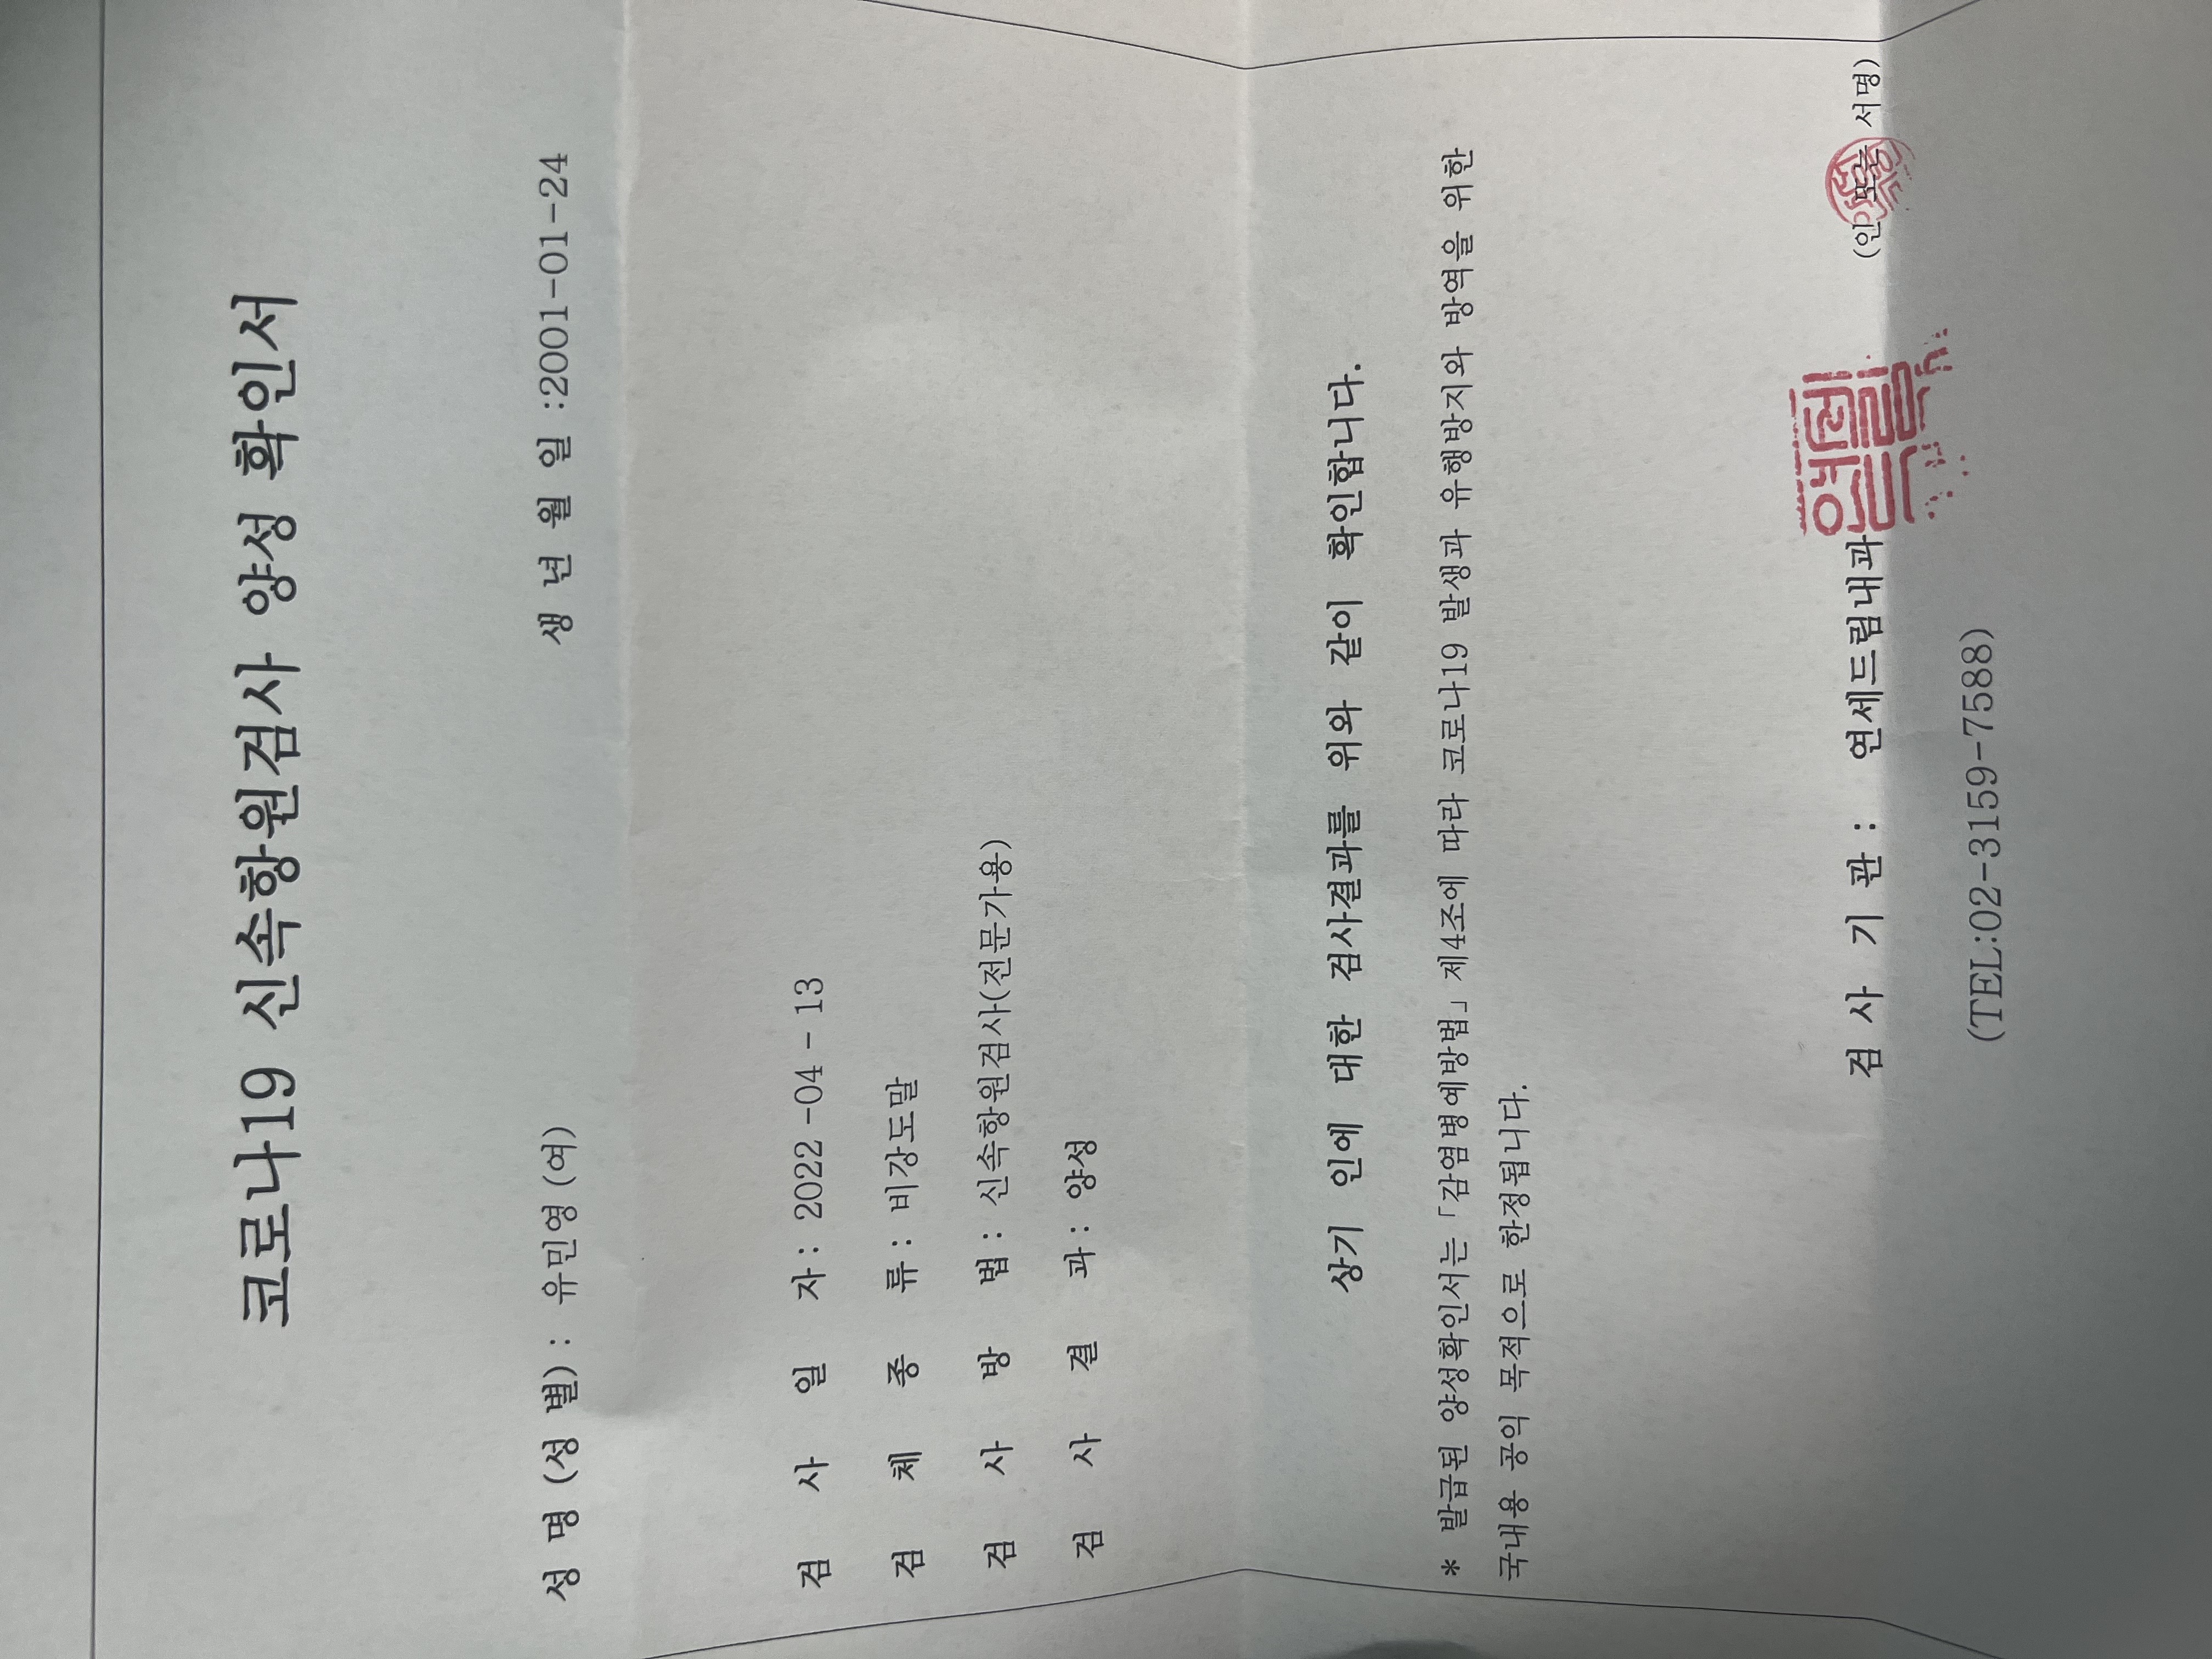 코로나19 신속항원검사 양성 확인서
성 명 (성 별) : 유민영 (여) 생 년 월 일 :2001-01-24
검 사 일 자 : 2022 -04 - 13
검 체 종 류 : 비강도말
검 사 방 법 : 신속항원검사(전문가용)
검 사 결 과 : 양성
상기 인에 대한 검사결과를 위와 같이 확인합니다.
* 발급된 양성확인서는 「감염병예방법」 제4조에 따라 코로나19 발생과 유행방지와 방역을 위한
국내용 공익 목적으로 한정됩니다.
검 사 기 관 : 연세드림내과 (인 또는 서명)
(TEL:02-3159-7588)